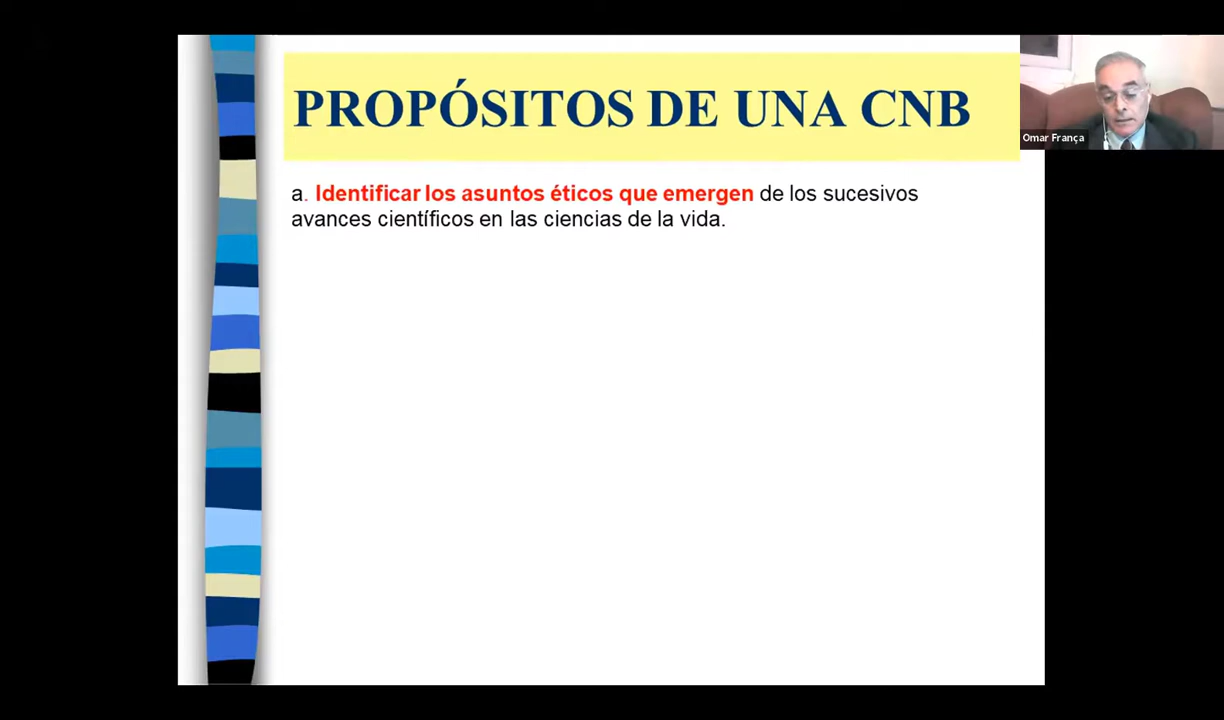 PROPÓSITOS DE UNA CNB
Omar França
a. Identificar los asuntos éticos que emergen de los sucesivos
avances científicos en las ciencias de la vida.